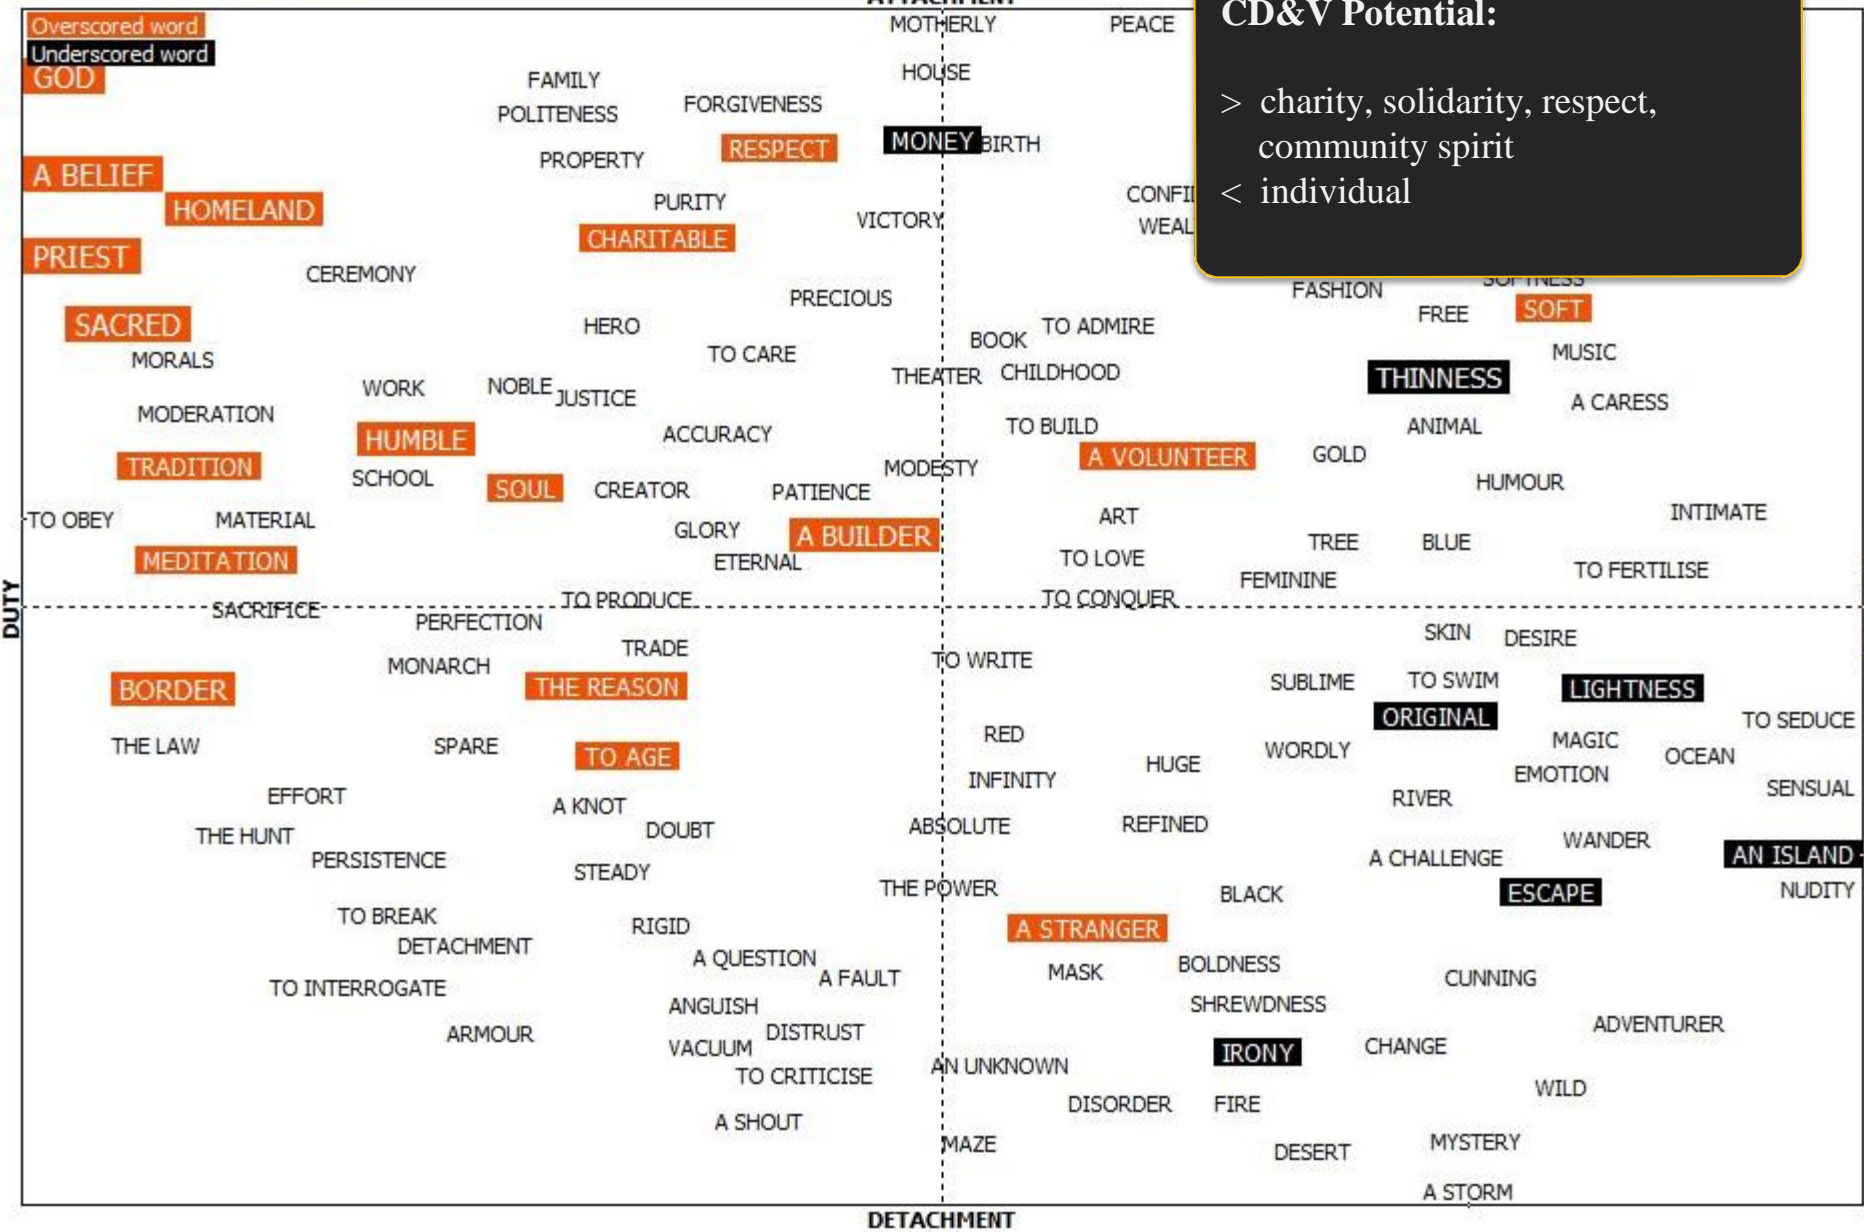 ATTACHMENT
CD&V Potential:
> charity, solidarity, respect,
community spirit
< individual
Overscored word
Underscored word
MOTHERLY PEACE
GOD FAMILY HOUSE
POLITENESS FORGIVENESS
MONEY BIRTH
RESPECT
PROPERTY
A BELIEF
HOMELAND PURITY CONFI
VICTORY WEAL
CHARITABLE
PRIEST
CEREMONY
SOFTNESS
PRECIOUS FASHION
SACRED HERO TO ADMIRE FREE SOFT
BOOK
MORALS TO CARE MUSIC
THEATER CHILDHOOD THINNESS
WORK NOBLE JUSTICE A CARESS
MODERATION TO BUILD ANIMAL
HUMBLE ACCURACY
TRADITION MODESTY A VOLUNTEER GOLD
SCHOOL SOUL CREATOR PATIENCE HUMOUR
TO OBEY MATERIAL ART INTIMATE
GLORY A BUILDER
MEDITATION ETERNAL TO LOVE TREE BLUE
FEMININE TO FERTILISE
DUTY
SACRIFICE TO PRODUCE TO CONQUER
PERFECTION
SKIN DESIRE
TRADE
MONARCH TO WRITE
BORDER THE REASON SUBLIME TO SWIM LIGHTNESS
ORIGINAL TO SEDUCE
THE LAW SPARE TO AGE RED WORDLY MAGIC OCEAN
HUGE
INFINITY EMOTION
EFFORT A KNOT RIVER SENSUAL
THE HUNT DOUBT ABSOLUTE REFINED
WANDER
PERSISTENCE A CHALLENGE AN ISLAND
STEADY
THE POWER BLACK ESCAPE NUDITY
TO BREAK RIGID A STRANGER
DETACHMENT
A QUESTION A FAULT MASK BOLDNESS CUNNING
TO INTERROGATE
ANGUISH SHREWDNESS
ARMOUR DISTRUST ADVENTURER
VACUUM IRONY CHANGE
TO CRITICISE AN UNKNOWN
WILD
DISORDER FIRE
A SHOUT
MAZE DESERT MYSTERY
A STORM
DETACHMENT